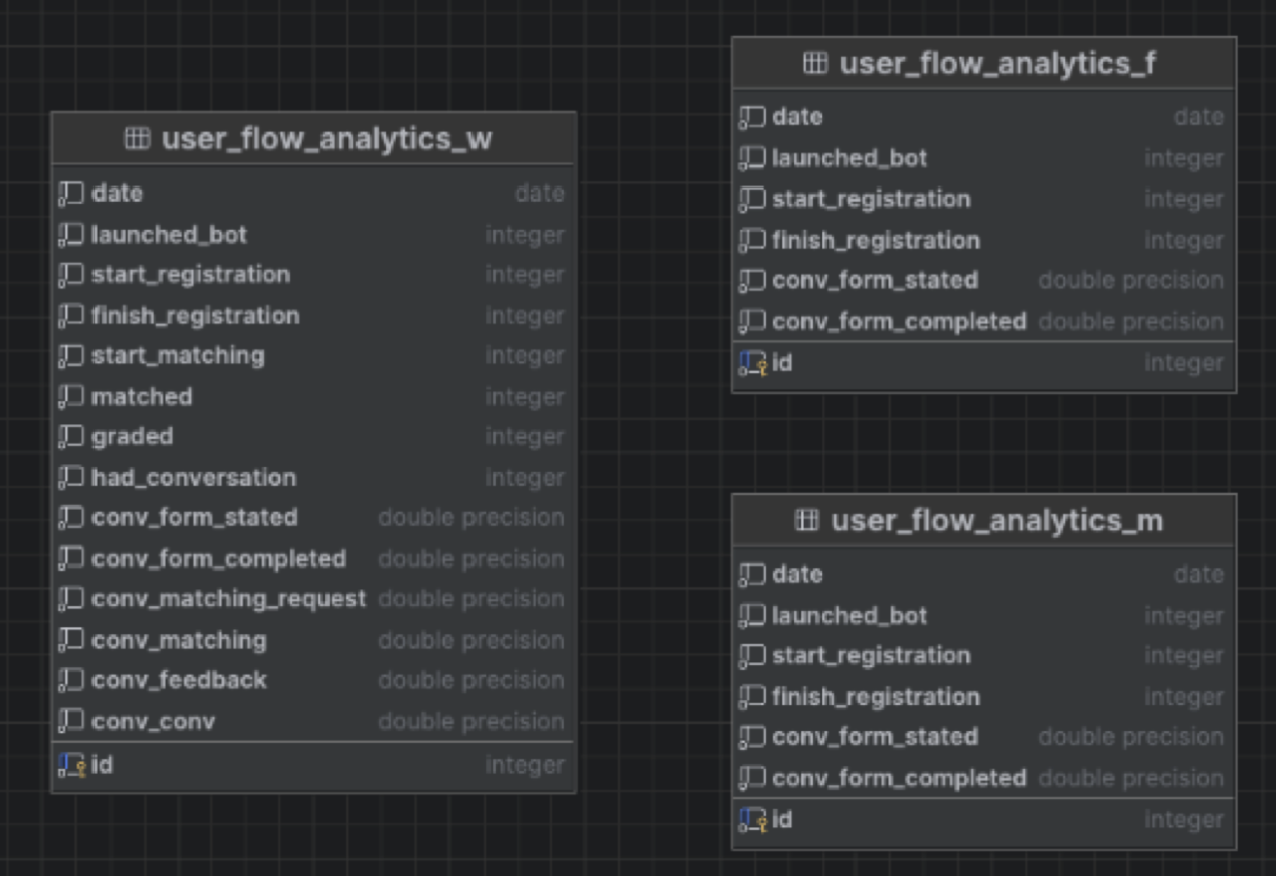 user_flow_analytics_w
date date
launched_bot integer
start_registration integer
finish_registration integer
start_matching integer
matched integer
graded integer
had_conversation integer
conv_form_stated double precision
conv_form_completed double precision
conv_matching_request double precision
conv_matching double precision
conv_feedback double precision
conv_conv double precision
id integer
user_flow_analytics_f
date date
launched_bot integer
start_registration integer
finish_registration integer
conv_form_stated double precision
conv_form_completed double precision
id integer
user_flow_analytics_m
date date
launched_bot integer
start_registration integer
finish_registration integer
conv_form_stated double precision
conv_form_completed double precision
id integer